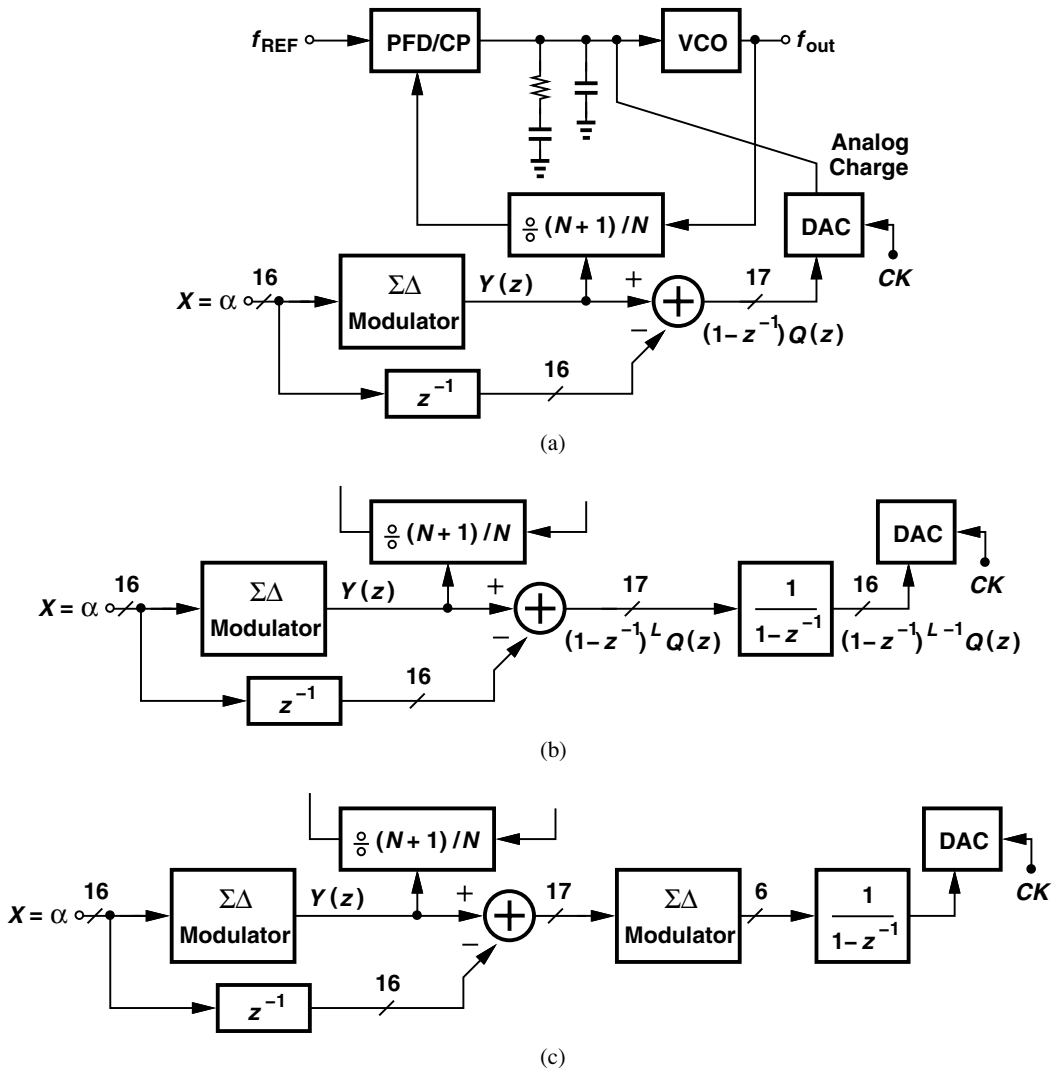 f_REF PFD/CP VCO f_out
Analog
Charge
÷ (N + 1) / N DAC
CK
X = α 16 ΣΔ Modulator Y(z) + 17
− (1− z⁻¹) Q(z)
16
z⁻¹
(a)
÷ (N + 1) / N DAC
CK
X = α 16 ΣΔ Modulator Y(z) + 17 1 / 1− z⁻¹ 16
− (1− z⁻¹)^L Q(z) (1− z⁻¹)^{L −1} Q(z)
16
z⁻¹
(b)
÷ (N + 1) / N DAC
CK
X = α 16 ΣΔ Modulator Y(z) + 17 ΣΔ Modulator 6 1 / 1− z⁻¹
−
16
z⁻¹
(c)